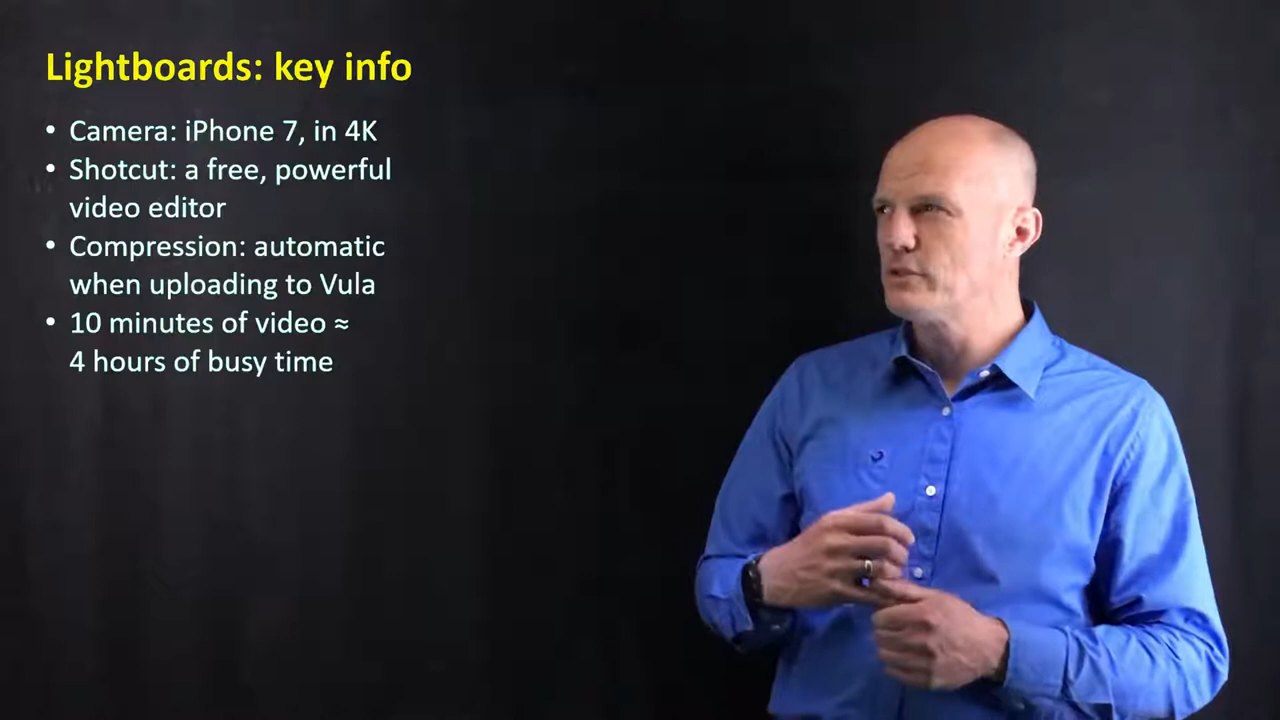 Lightboards: key info
• Camera: iPhone 7, in 4K
• Shotcut: a free, powerful
video editor
• Compression: automatic
when uploading to Vula
• 10 minutes of video ≈
4 hours of busy time